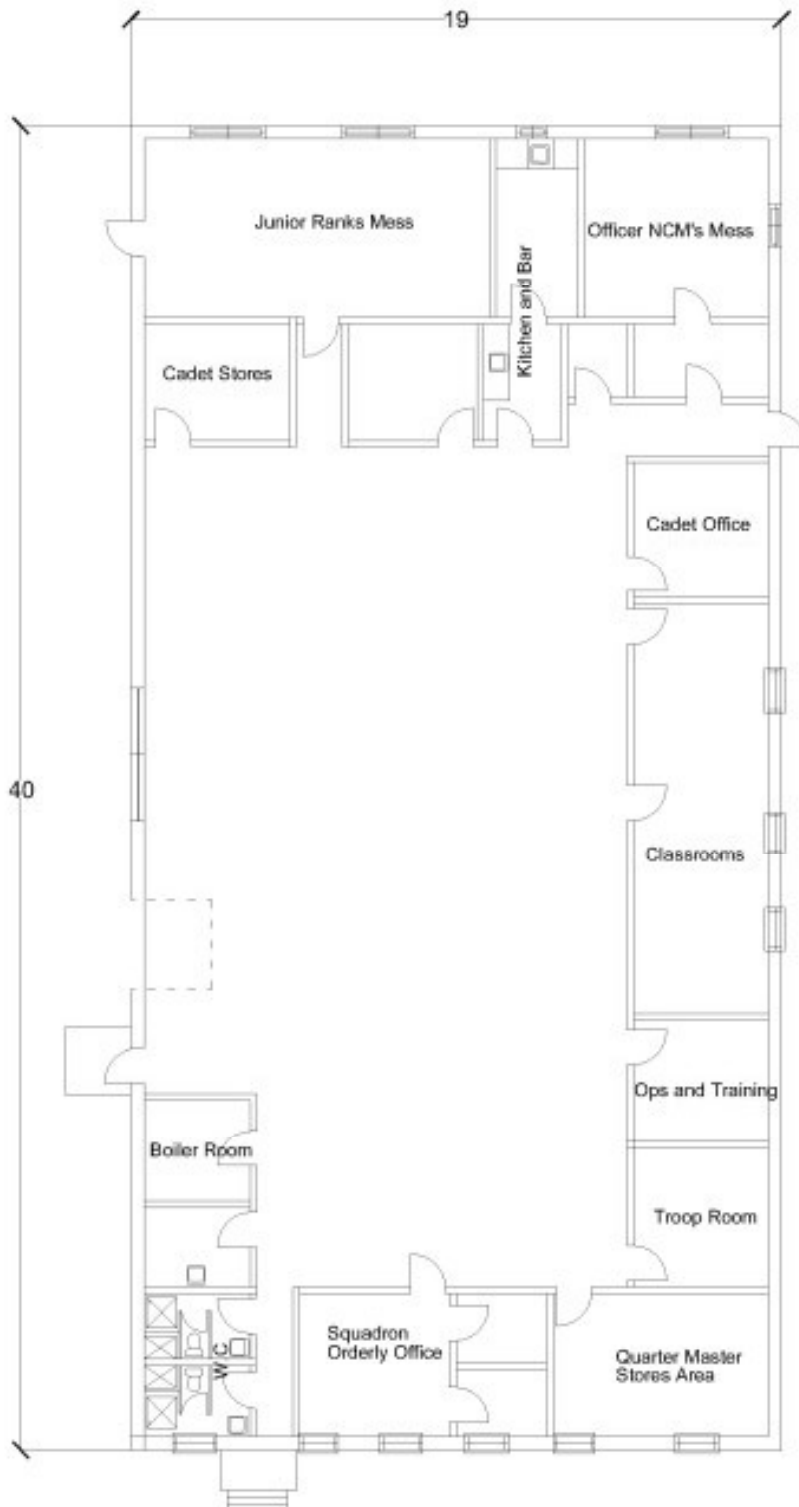 19
Junior Ranks Mess
Officer NCM's Mess
Kitchen and Bar
Cadet Stores
Cadet Office
40
Classrooms
Ops and Training
Boiler Room
Troop Room
Squadron
Orderly Office
W.C
Quarter Master
Stores Area